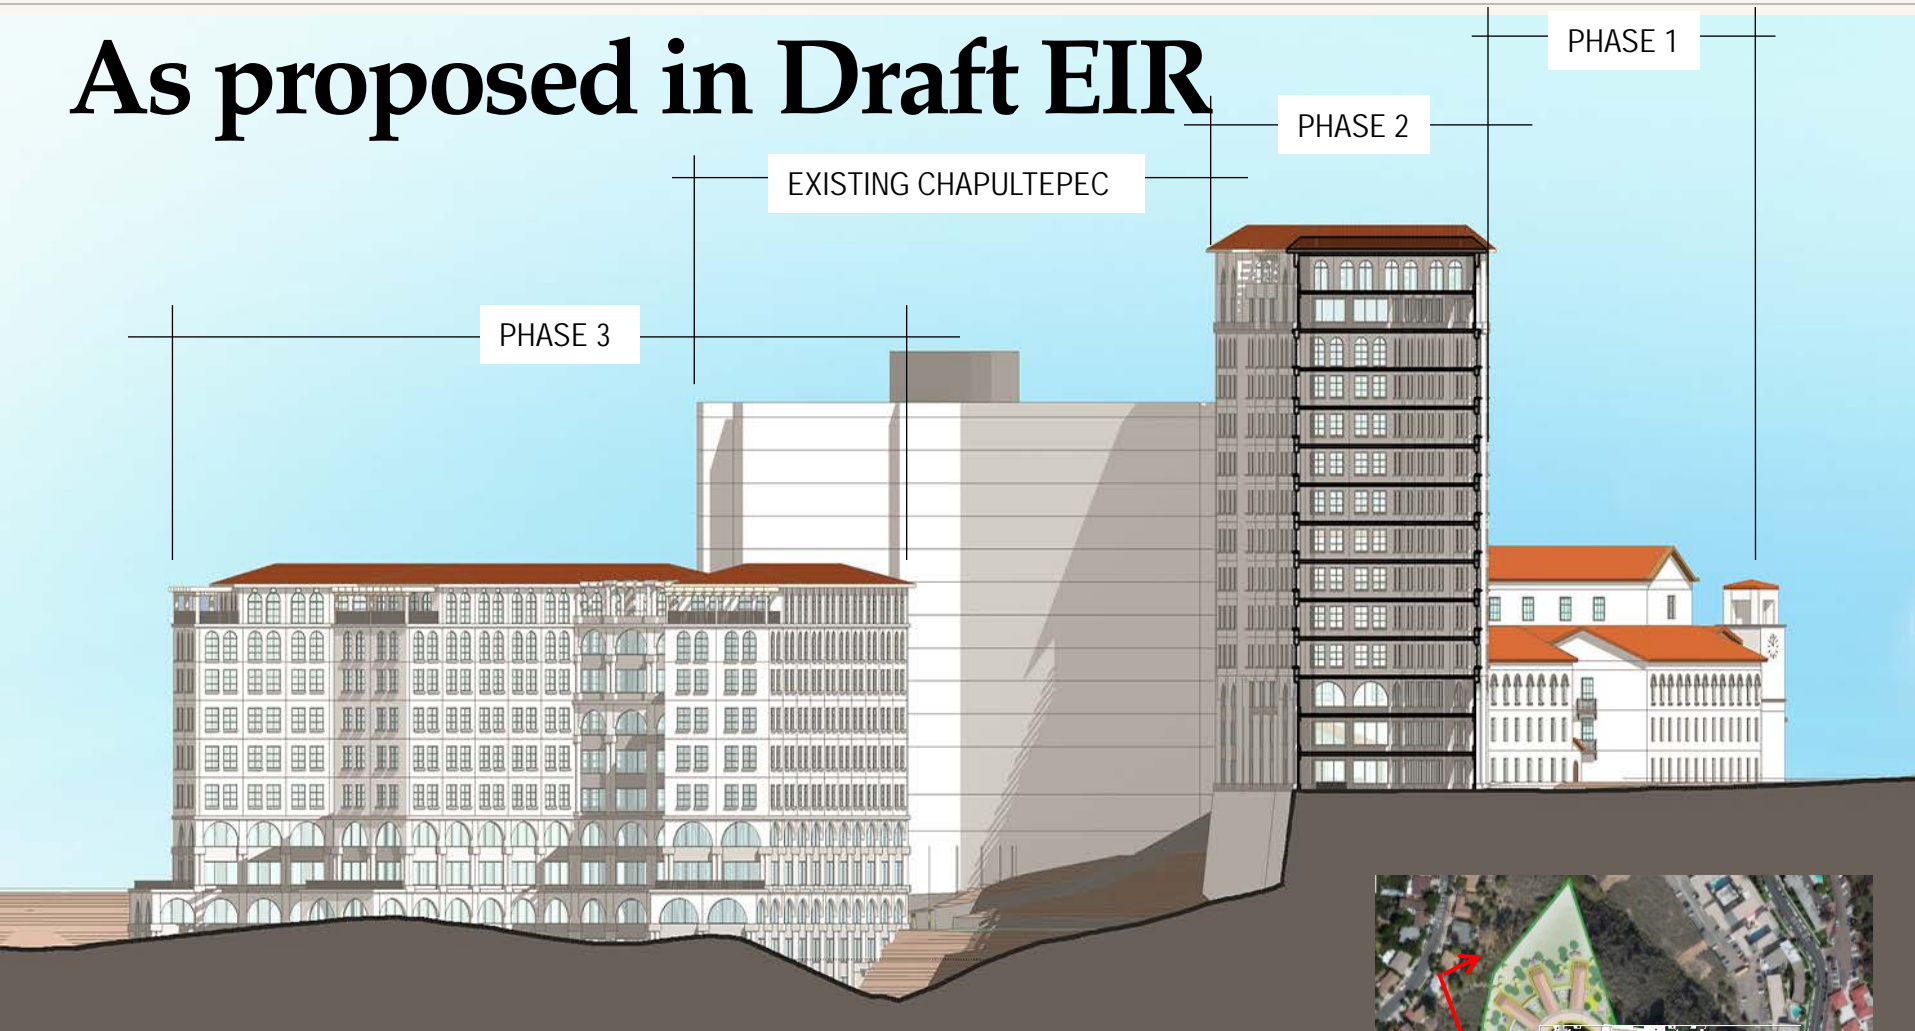 As proposed in Draft EIR
PHASE 1
PHASE 2
EXISTING CHAPULTEPEC
PHASE 3